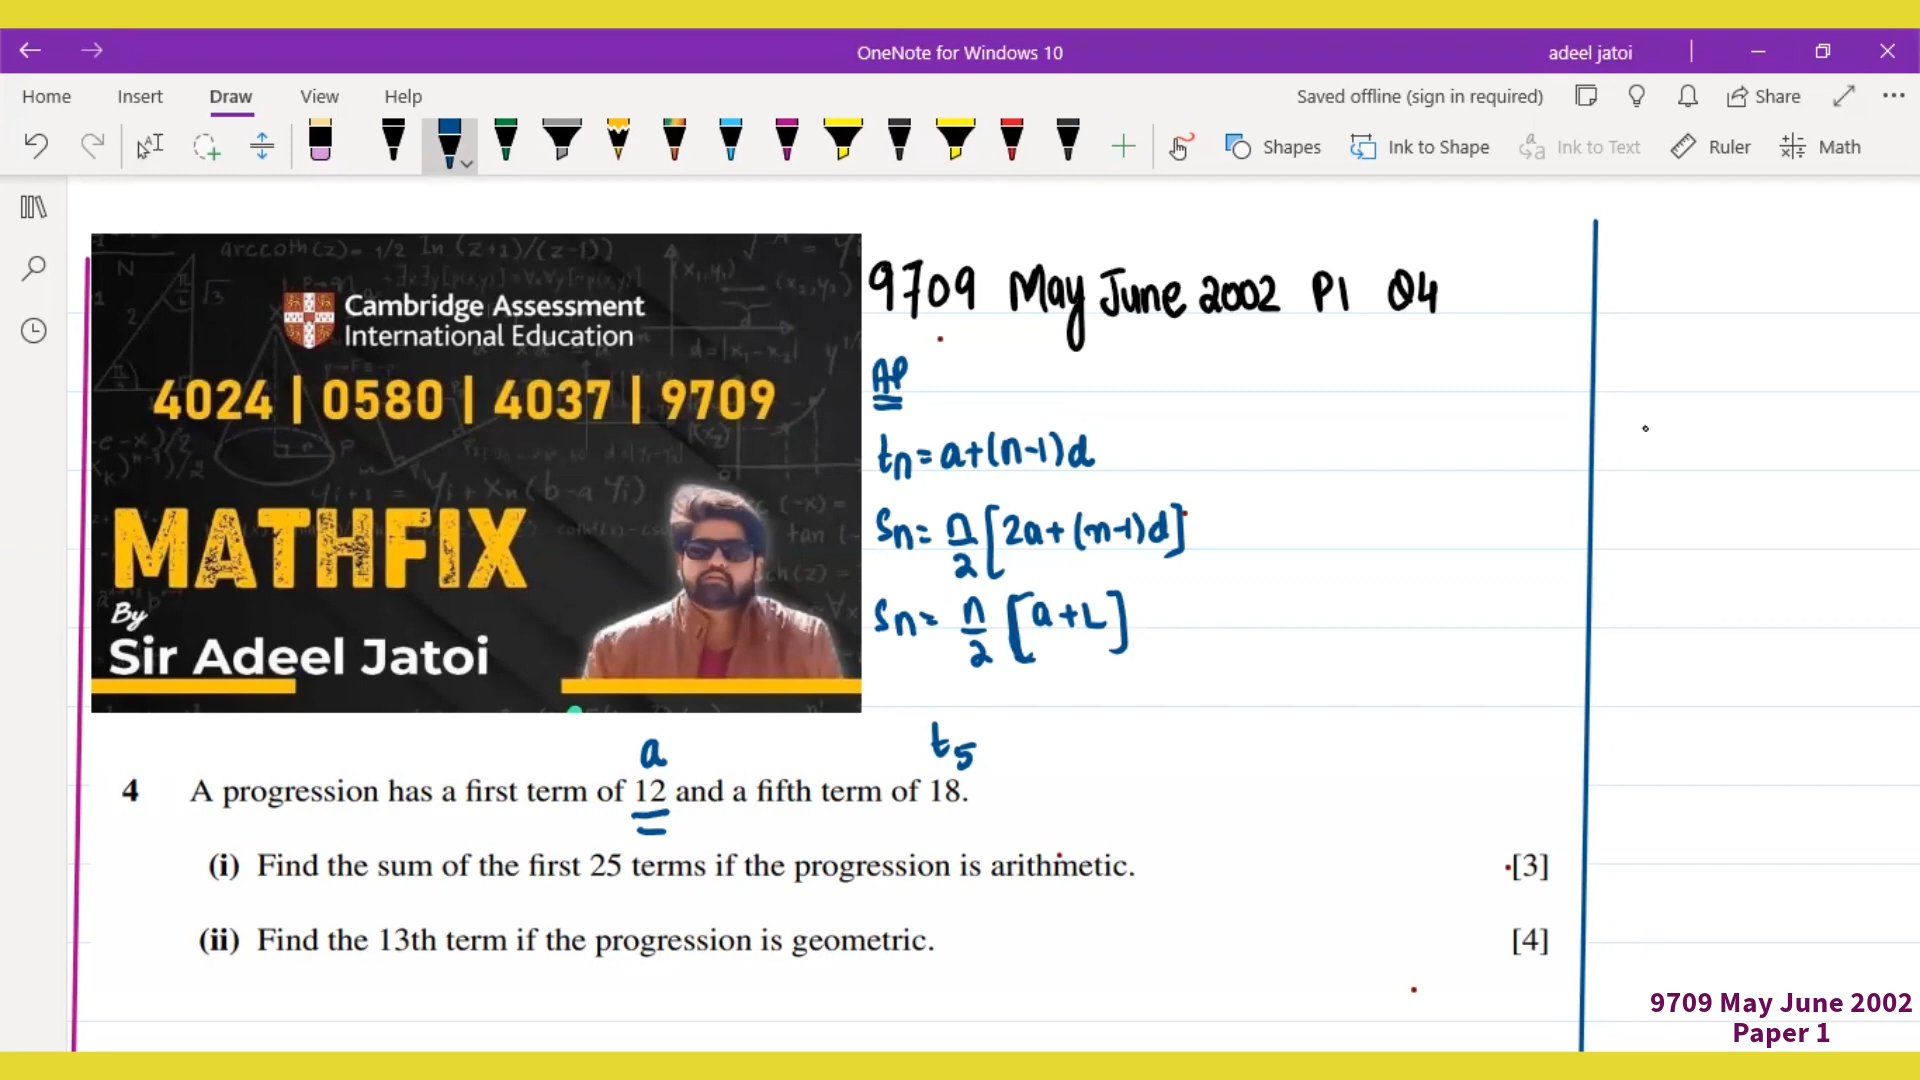 OneNote for Windows 10
adeel jatoi
Home Insert Draw View Help
Saved offline (sign in required) Share
Shapes Ink to Shape Ink to Text Ruler Math
Cambridge Assessment
International Education
4024 | 0580 | 4037 | 9709
MATHFIX
By
Sir Adeel Jatoi
9709 May June 2002 P1 Q4
AP
tn=a+(n-1)d
Sn= n/2 [2a+(n-1)d]
Sn= n/2 [a+L]
a t5
4 A progression has a first term of 12 and a fifth term of 18.
(i) Find the sum of the first 25 terms if the progression is arithmetic. [3]
(ii) Find the 13th term if the progression is geometric. [4]
9709 May June 2002
Paper 1